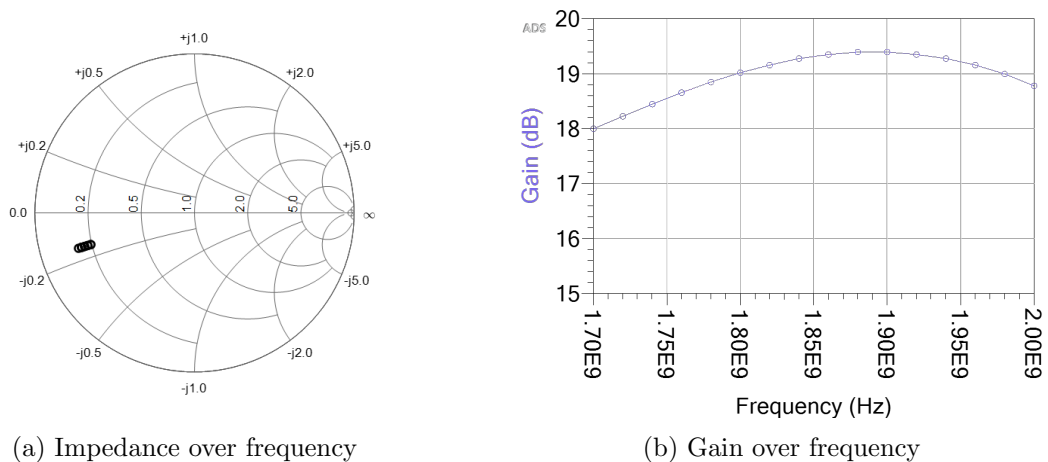 +j1.0
+j0.5
+j2.0
+j0.2
+j5.0
0.0
0.2
0.5
1.0
2.0
5.0
∞
-j0.2
-j5.0
-j0.5
-j2.0
-j1.0
(a) Impedance over frequency
ADS
20
19
18
17
16
15
Gain (dB)
1.70E9
1.75E9
1.80E9
1.85E9
1.90E9
1.95E9
2.00E9
Frequency (Hz)
(b) Gain over frequency